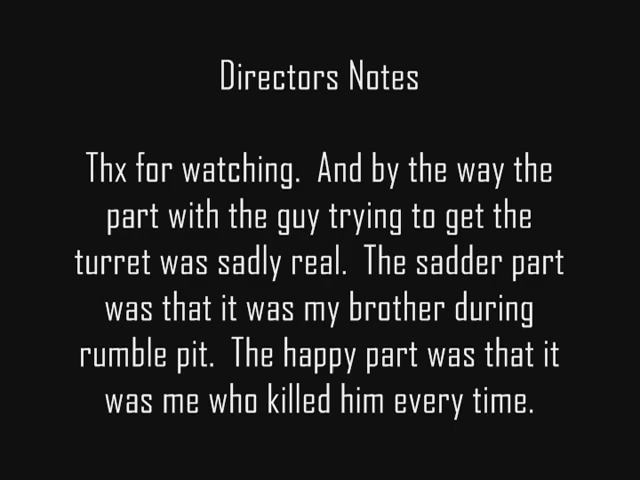 Directors Notes
Thx for watching.  And by the way the
part with the guy trying to get the
turret was sadly real.  The sadder part
was that it was my brother during
rumble pit.  The happy part was that it
was me who killed him every time.